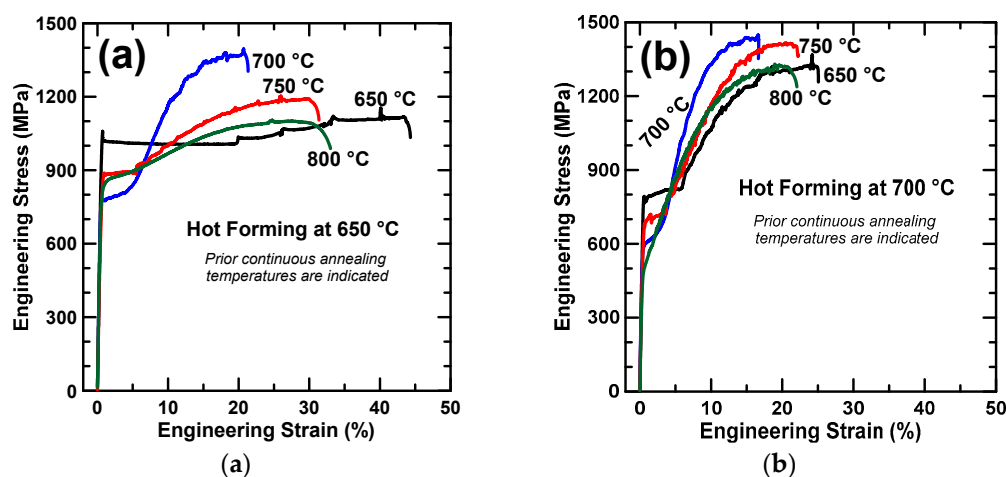 (a)
1500
1200
900
600
300
0
Engineering Stress (MPa)
700 °C
750 °C
650 °C
800 °C
Hot Forming at 650 °C
Prior continuous annealing
temperatures are indicated
0 10 20 30 40 50
Engineering Strain (%)
(a)
(b)
1500
1200
900
600
300
0
Engineering Stress (MPa)
700 °C
750 °C
650 °C
800 °C
Hot Forming at 700 °C
Prior continuous annealing
temperatures are indicated
0 10 20 30 40 50
Engineering Strain (%)
(b)